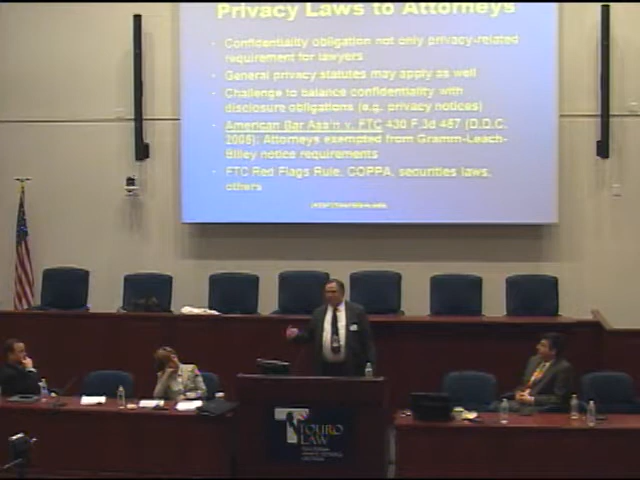 Privacy Laws to Attorneys
· Confidentiality obligation not only privacy-related
requirement for lawyers
· General privacy statutes may apply as well
· Challenge to balance confidentiality with
disclosure obligations (e.g. privacy notices)
· American Bar Ass'n v. FTC 430 F.3d 457 (D.D.C.
2005): Attorneys exempted from Gramm-Leach-
Bliley notice requirements
· FTC Red Flags Rule, COPPA, securities laws,
others
TOURO
LAW